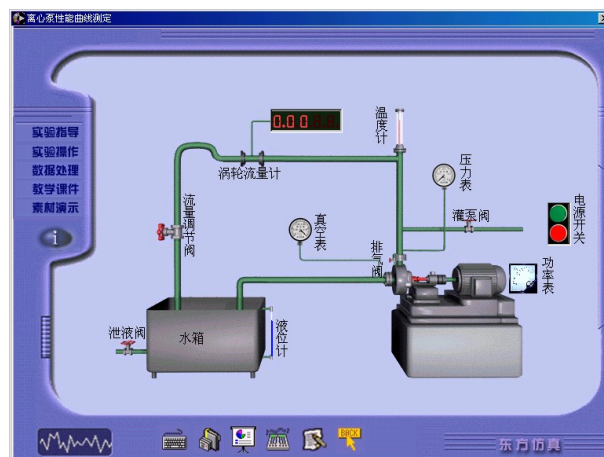 离心泵性能曲线测定
实验指导
实验操作
数据处理
教学课件
素材演示
0.00
温度计
涡轮流量计
压力表
流量调节阀
真空表
排气阀
灌泵阀
电源开关
功率表
泄液阀
水箱
液位计
BACK
东方仿真